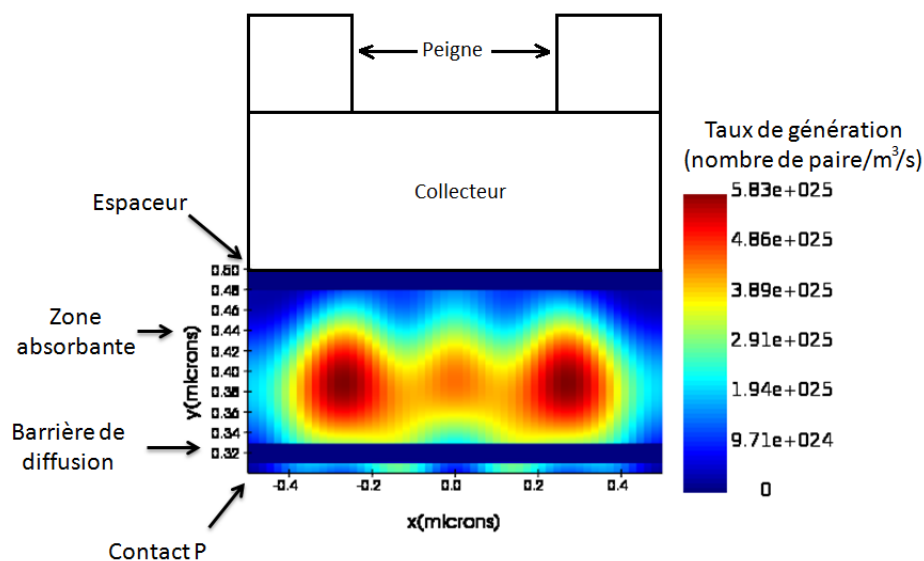 Peigne
Taux de génération
(nombre de paire/m³/s)
Collecteur
Espaceur
5.83e+025
4.86e+025
3.89e+025
2.91e+025
1.94e+025
9.71e+024
0
Zone
absorbante
Barrière de
diffusion
Contact P
y(microns)
0.50
0.48
0.46
0.44
0.42
0.40
0.38
0.36
0.34
0.32
-0.4
-0.2
0.0
0.2
0.4
x(microns)